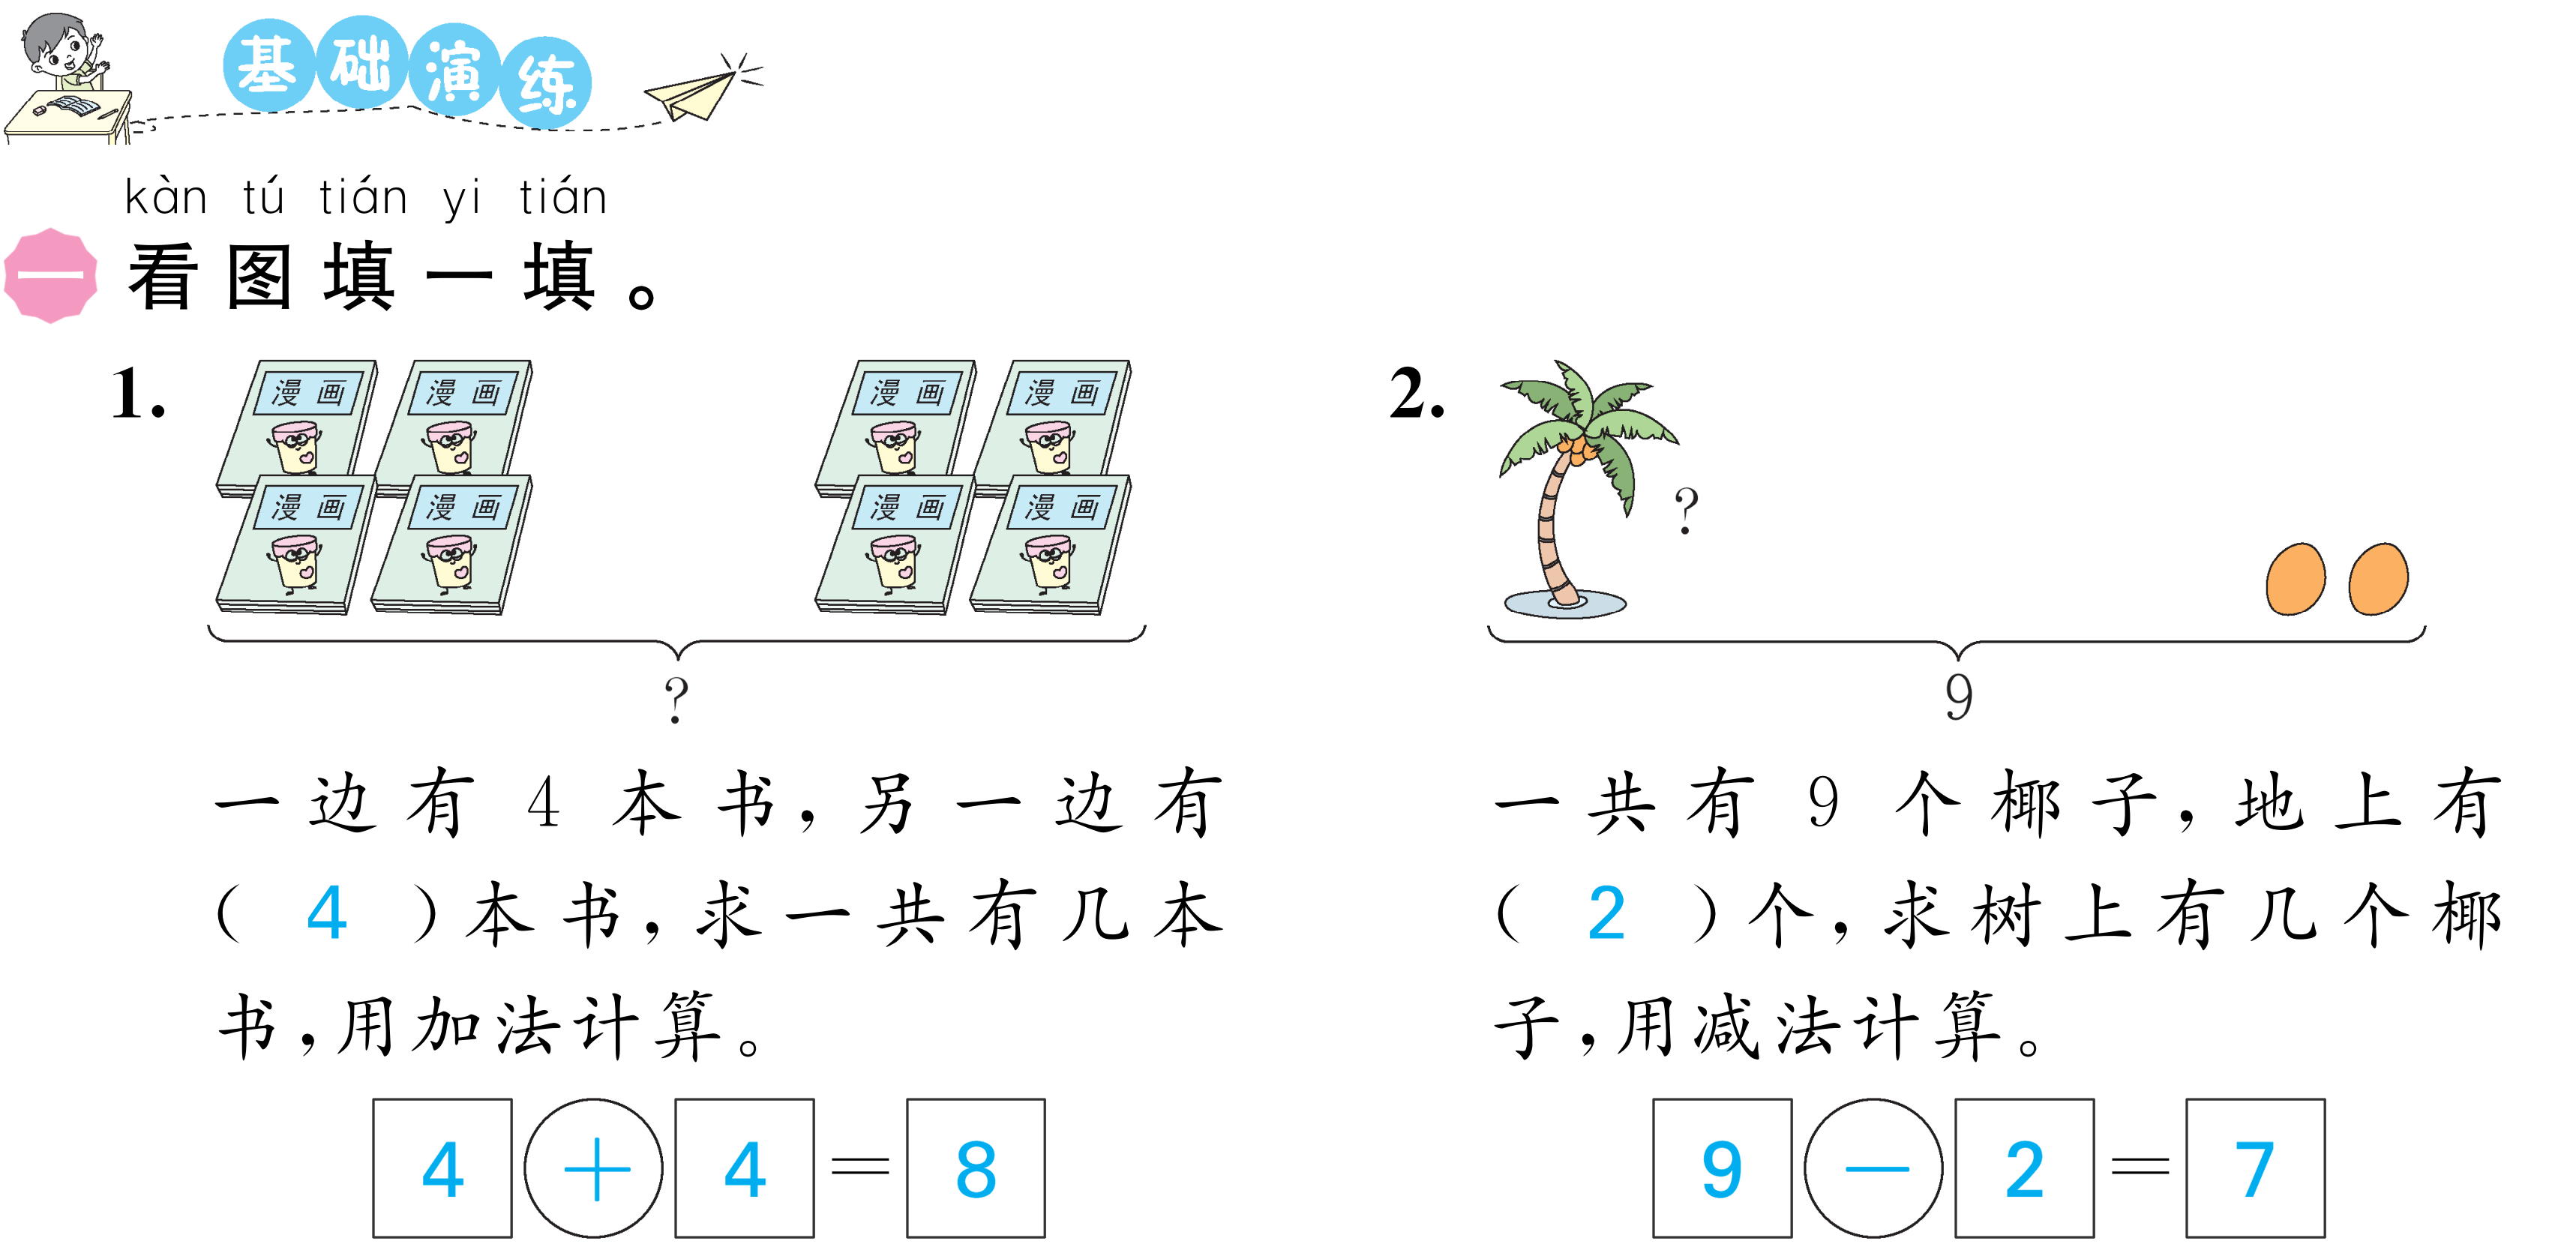 基础演练
kàn tú tián yi tián
一 看图填一填。
1.
漫画 漫画 漫画 漫画
漫画 漫画 漫画 漫画
?
一边有 4 本书,另一边有
( 4 )本书,求一共有几本
书,用加法计算。
4 + 4 = 8
2.
?
9
一共有 9 个椰子,地上有
( 2 )个,求树上有几个椰
子,用减法计算。
9 − 2 = 7